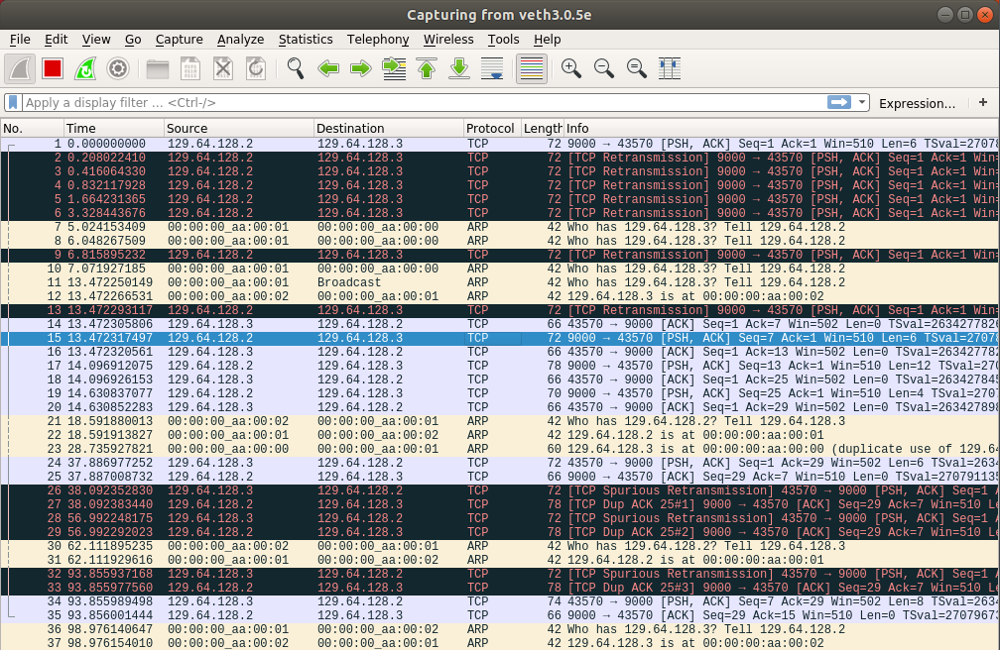 Capturing from veth3.0.5e
File Edit View Go Capture Analyze Statistics Telephony Wireless Tools Help
Apply a display filter ... <Ctrl-/> Expression... +
No. Time Source Destination Protocol Length Info
1 0.000000000 129.64.128.2 129.64.128.3 TCP 72 9000 → 43570 [PSH, ACK] Seq=1 Ack=1 Win=510 Len=6 TSval=27078
2 0.208022410 129.64.128.2 129.64.128.3 TCP 72 [TCP Retransmission] 9000 → 43570 [PSH, ACK] Seq=1 Ack=1 Win=
3 0.416064330 129.64.128.2 129.64.128.3 TCP 72 [TCP Retransmission] 9000 → 43570 [PSH, ACK] Seq=1 Ack=1 Win=
4 0.832117928 129.64.128.2 129.64.128.3 TCP 72 [TCP Retransmission] 9000 → 43570 [PSH, ACK] Seq=1 Ack=1 Win=
5 1.664231365 129.64.128.2 129.64.128.3 TCP 72 [TCP Retransmission] 9000 → 43570 [PSH, ACK] Seq=1 Ack=1 Win=
6 3.328443676 129.64.128.2 129.64.128.3 TCP 72 [TCP Retransmission] 9000 → 43570 [PSH, ACK] Seq=1 Ack=1 Win=
7 5.024153409 00:00:00_aa:00:01 00:00:00_aa:00:00 ARP 42 Who has 129.64.128.3? Tell 129.64.128.2
8 6.048267509 00:00:00_aa:00:01 00:00:00_aa:00:00 ARP 42 Who has 129.64.128.3? Tell 129.64.128.2
9 6.815895232 129.64.128.2 129.64.128.3 TCP 72 [TCP Retransmission] 9000 → 43570 [PSH, ACK] Seq=1 Ack=1 Win=
10 7.071927185 00:00:00_aa:00:01 00:00:00_aa:00:00 ARP 42 Who has 129.64.128.3? Tell 129.64.128.2
11 13.472250149 00:00:00_aa:00:01 Broadcast ARP 42 Who has 129.64.128.3? Tell 129.64.128.2
12 13.472266531 00:00:00_aa:00:02 00:00:00_aa:00:01 ARP 42 129.64.128.3 is at 00:00:00:aa:00:02
13 13.472293117 129.64.128.2 129.64.128.3 TCP 72 [TCP Retransmission] 9000 → 43570 [PSH, ACK] Seq=1 Ack=1 Win=
14 13.472305806 129.64.128.3 129.64.128.2 TCP 66 43570 → 9000 [ACK] Seq=1 Ack=7 Win=502 Len=0 TSval=2634277826
15 13.472317497 129.64.128.2 129.64.128.3 TCP 72 9000 → 43570 [PSH, ACK] Seq=7 Ack=1 Win=510 Len=6 TSval=27078
16 13.472320561 129.64.128.3 129.64.128.2 TCP 66 43570 → 9000 [ACK] Seq=1 Ack=13 Win=502 Len=0 TSval=263427782
17 14.096912075 129.64.128.2 129.64.128.3 TCP 78 9000 → 43570 [PSH, ACK] Seq=13 Ack=1 Win=510 Len=12 TSval=270
18 14.096926153 129.64.128.3 129.64.128.2 TCP 66 43570 → 9000 [ACK] Seq=1 Ack=25 Win=502 Len=0 TSval=263427845
19 14.630837077 129.64.128.2 129.64.128.3 TCP 70 9000 → 43570 [PSH, ACK] Seq=25 Ack=1 Win=510 Len=4 TSval=2707
20 14.630852283 129.64.128.3 129.64.128.2 TCP 66 43570 → 9000 [ACK] Seq=1 Ack=29 Win=502 Len=0 TSval=263427898
21 18.591880013 00:00:00_aa:00:02 00:00:00_aa:00:01 ARP 42 Who has 129.64.128.2? Tell 129.64.128.3
22 18.591913827 00:00:00_aa:00:01 00:00:00_aa:00:02 ARP 42 129.64.128.2 is at 00:00:00:aa:00:01
23 28.735927821 00:00:00_aa:00:00 00:00:00_aa:00:01 ARP 60 129.64.128.3 is at 00:00:00:aa:00:00 (duplicate use of 129.64
24 37.886977252 129.64.128.3 129.64.128.2 TCP 72 43570 → 9000 [PSH, ACK] Seq=1 Ack=29 Win=502 Len=6 TSval=2634
25 37.887008732 129.64.128.2 129.64.128.3 TCP 66 9000 → 43570 [ACK] Seq=29 Ack=7 Win=510 Len=0 TSval=270791135
26 38.092352830 129.64.128.3 129.64.128.2 TCP 72 [TCP Spurious Retransmission] 43570 → 9000 [PSH, ACK] Seq=1 A
27 38.092383440 129.64.128.2 129.64.128.3 TCP 78 [TCP Dup ACK 25#1] 9000 → 43570 [ACK] Seq=29 Ack=7 Win=510 Le
28 56.992248175 129.64.128.3 129.64.128.2 TCP 72 [TCP Spurious Retransmission] 43570 → 9000 [PSH, ACK] Seq=1 A
29 56.992292023 129.64.128.2 129.64.128.3 TCP 78 [TCP Dup ACK 25#2] 9000 → 43570 [ACK] Seq=29 Ack=7 Win=510 Le
30 62.111895235 00:00:00_aa:00:02 00:00:00_aa:00:01 ARP 42 Who has 129.64.128.2? Tell 129.64.128.3
31 62.111929616 00:00:00_aa:00:01 00:00:00_aa:00:02 ARP 42 129.64.128.2 is at 00:00:00:aa:00:01
32 93.855937168 129.64.128.3 129.64.128.2 TCP 72 [TCP Spurious Retransmission] 43570 → 9000 [PSH, ACK] Seq=1 A
33 93.855977560 129.64.128.2 129.64.128.3 TCP 78 [TCP Dup ACK 25#3] 9000 → 43570 [ACK] Seq=29 Ack=7 Win=510 Le
34 93.855989498 129.64.128.3 129.64.128.2 TCP 74 43570 → 9000 [PSH, ACK] Seq=7 Ack=29 Win=502 Len=8 TSval=2634
35 93.856001444 129.64.128.2 129.64.128.3 TCP 66 9000 → 43570 [ACK] Seq=29 Ack=15 Win=510 Len=0 TSval=27079673
36 98.976140647 00:00:00_aa:00:01 00:00:00_aa:00:02 ARP 42 Who has 129.64.128.3? Tell 129.64.128.2
37 98.976154010 00:00:00_aa:00:02 00:00:00_aa:00:01 ARP 42 129.64.128.3 is at 00:00:00:aa:00:02